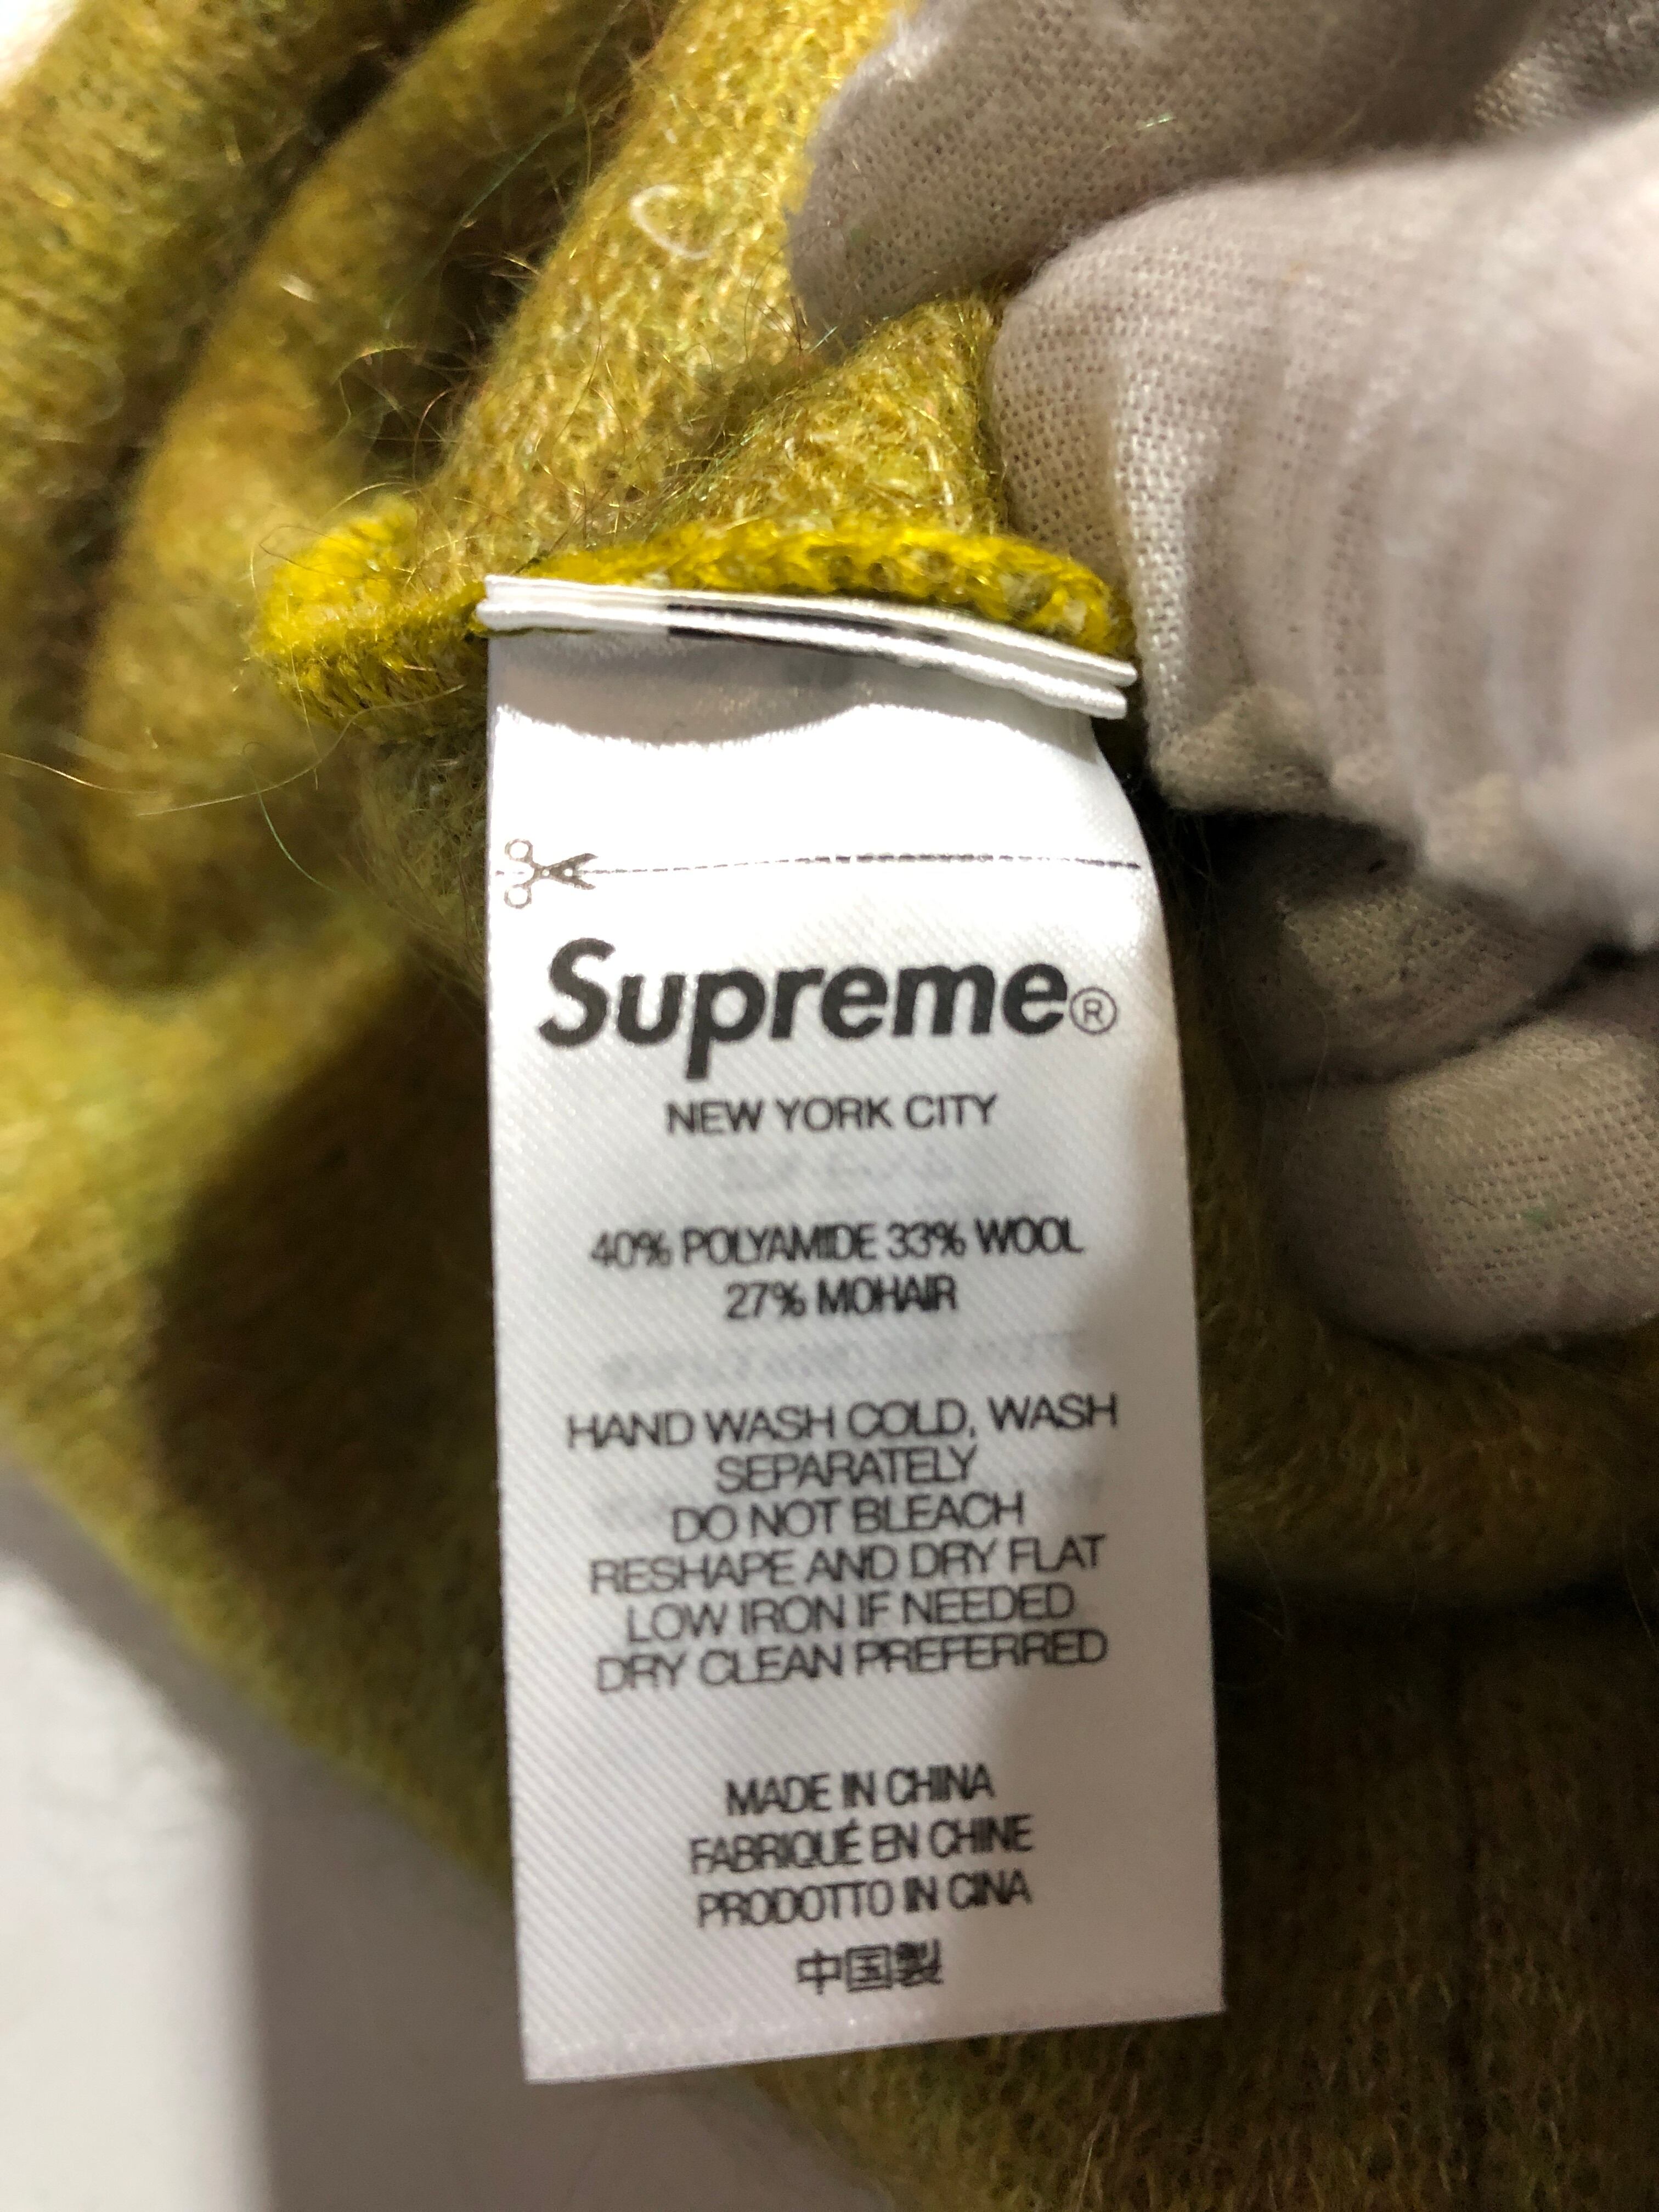 Supreme®
NEW YORK CITY
40% POLYAMIDE 33% WOOL
27% MOHAIR
HAND WASH COLD, WASH
SEPARATELY
DO NOT BLEACH
RESHAPE AND DRY FLAT
LOW IRON IF NEEDED
DRY CLEAN PREFERRED
MADE IN CHINA
FABRIQUÉ EN CHINE
PRODOTTO IN CINA
中国製